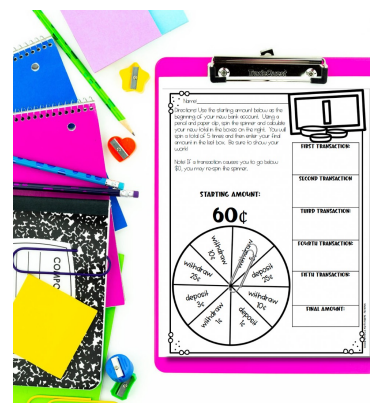 Name
Directions: Use the starting amount below as the
beginning of your new bank account. Using a
pencil and paper clip, spin the spinner and calculate
your new total in the boxes on the right. You will
spin a total of 5 times and then enter your final
amount in the last box. Be sure to show your
work!
Note: If a transaction causes you to go below
$0, you may re-spin the spinner.
STARTING AMOUNT:
60¢
withdraw 10¢
withdraw
deposit 25¢
withdraw 10¢
deposit 1¢
withdraw 1¢
deposit 3¢
withdraw 25¢
1
FIRST TRANSACTION:
SECOND TRANSACTION:
THIRD TRANSACTION:
FOURTH TRANSACTION:
FIFTH TRANSACTION:
FINAL AMOUNT:
COMPO